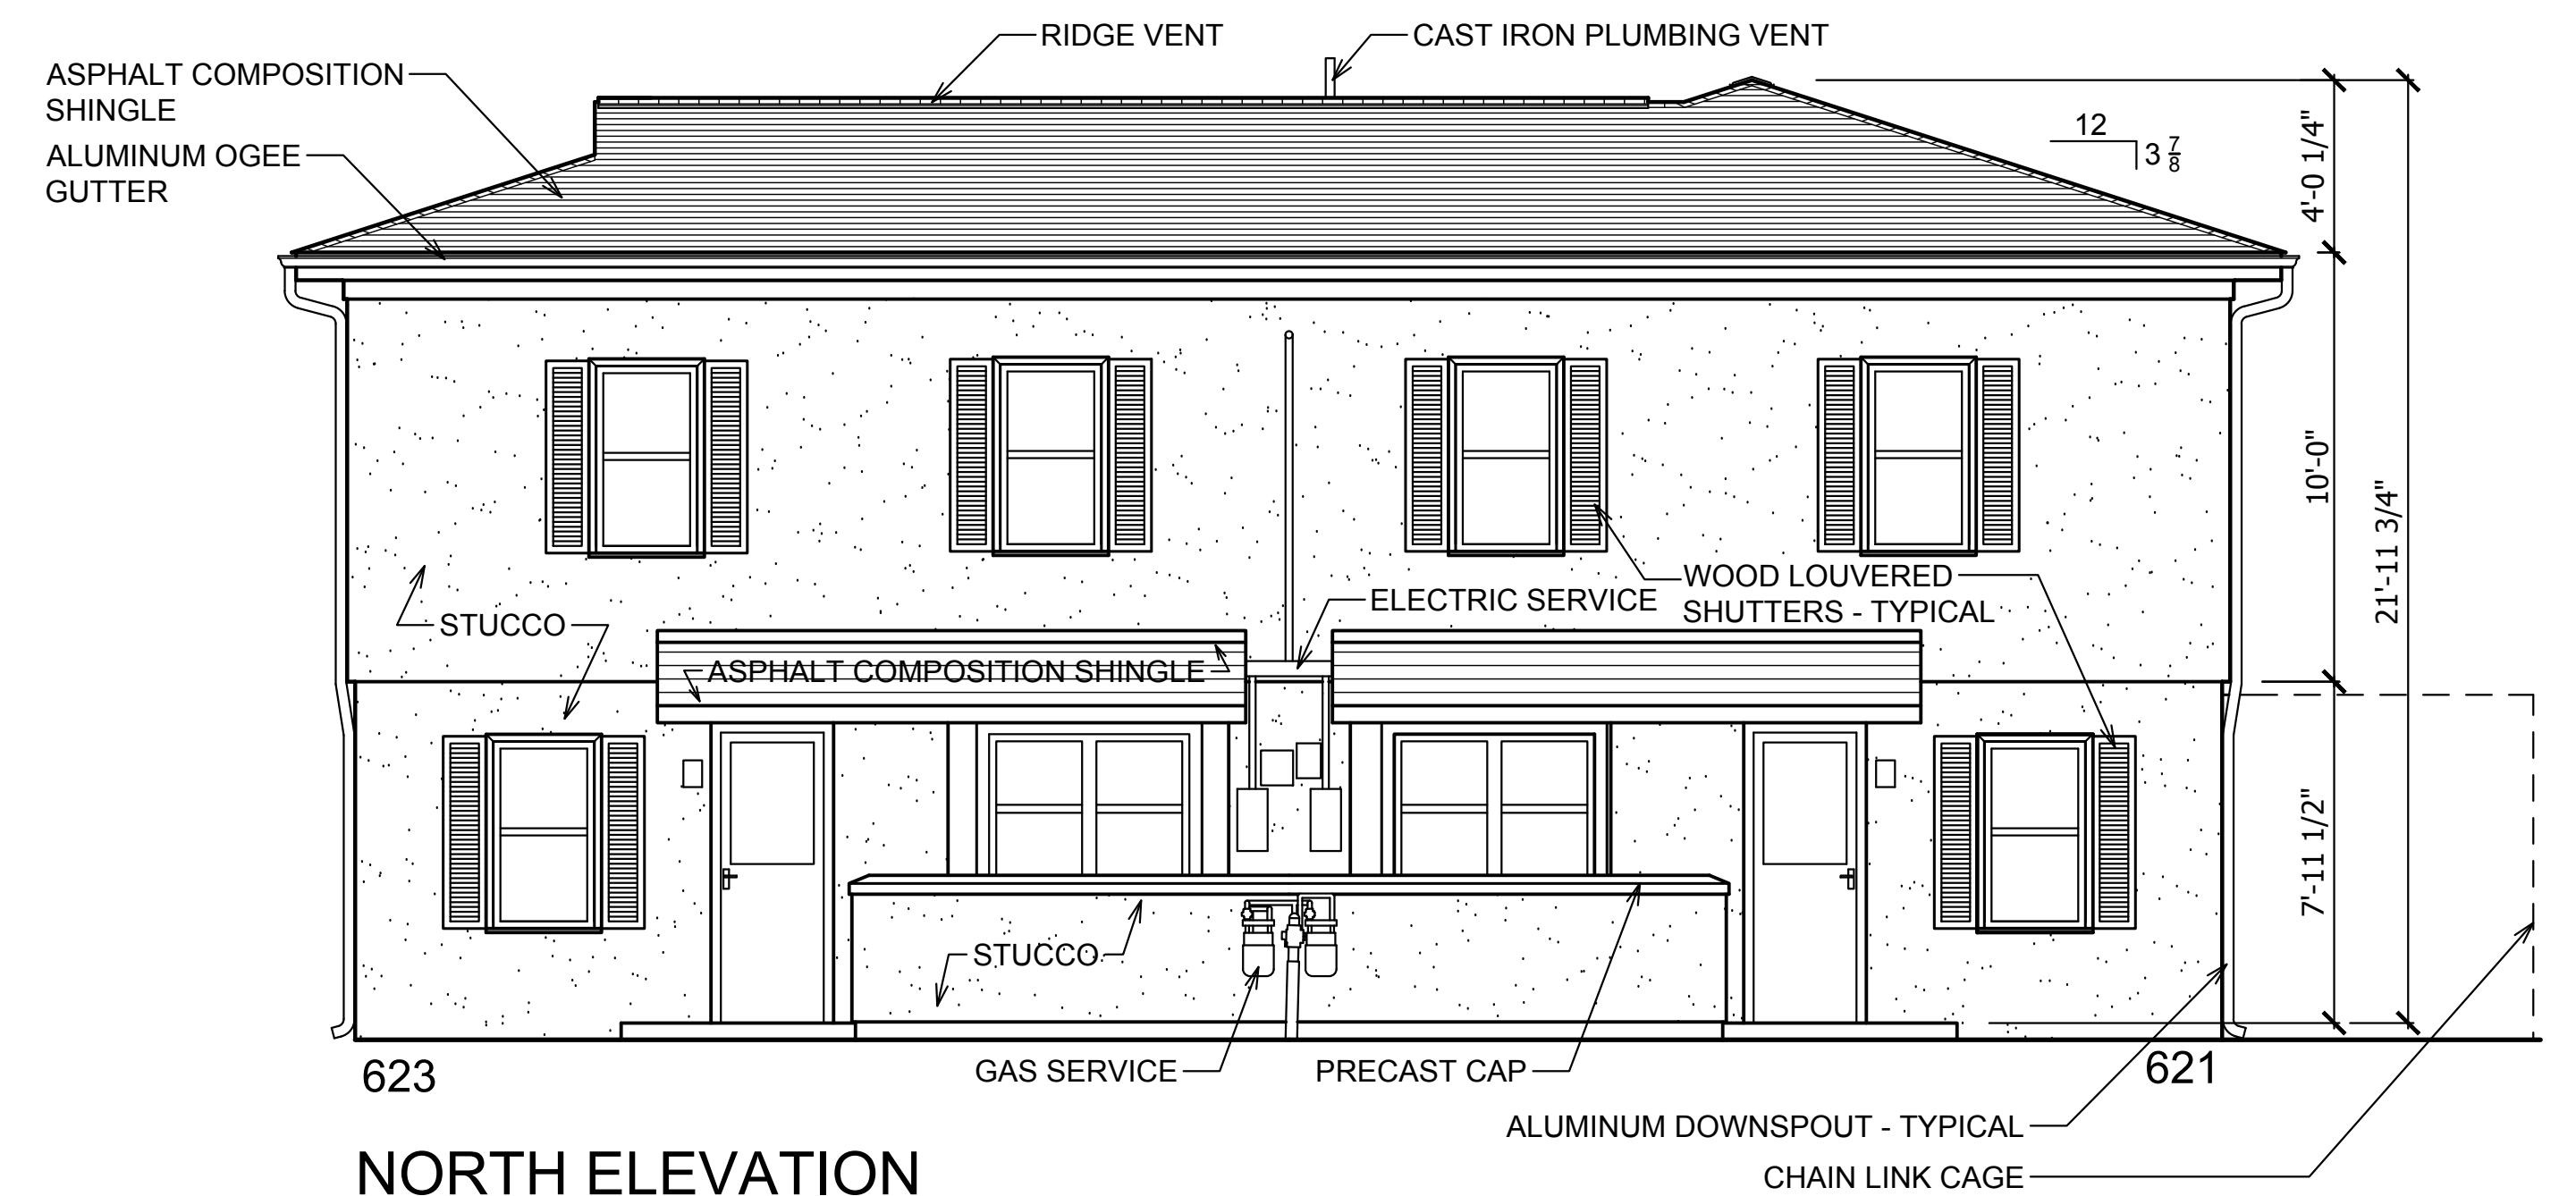 RIDGE VENT
CAST IRON PLUMBING VENT
ASPHALT COMPOSITION
SHINGLE
ALUMINUM OGEE
GUTTER
12
3 7/8
4'-0 1/4"
10'-0"
21'-11 3/4"
7'-11 1/2"
WOOD LOUVERED
SHUTTERS - TYPICAL
ELECTRIC SERVICE
STUCCO
ASPHALT COMPOSITION SHINGLE
STUCCO
GAS SERVICE
PRECAST CAP
623
621
ALUMINUM DOWNSPOUT - TYPICAL
CHAIN LINK CAGE
NORTH ELEVATION